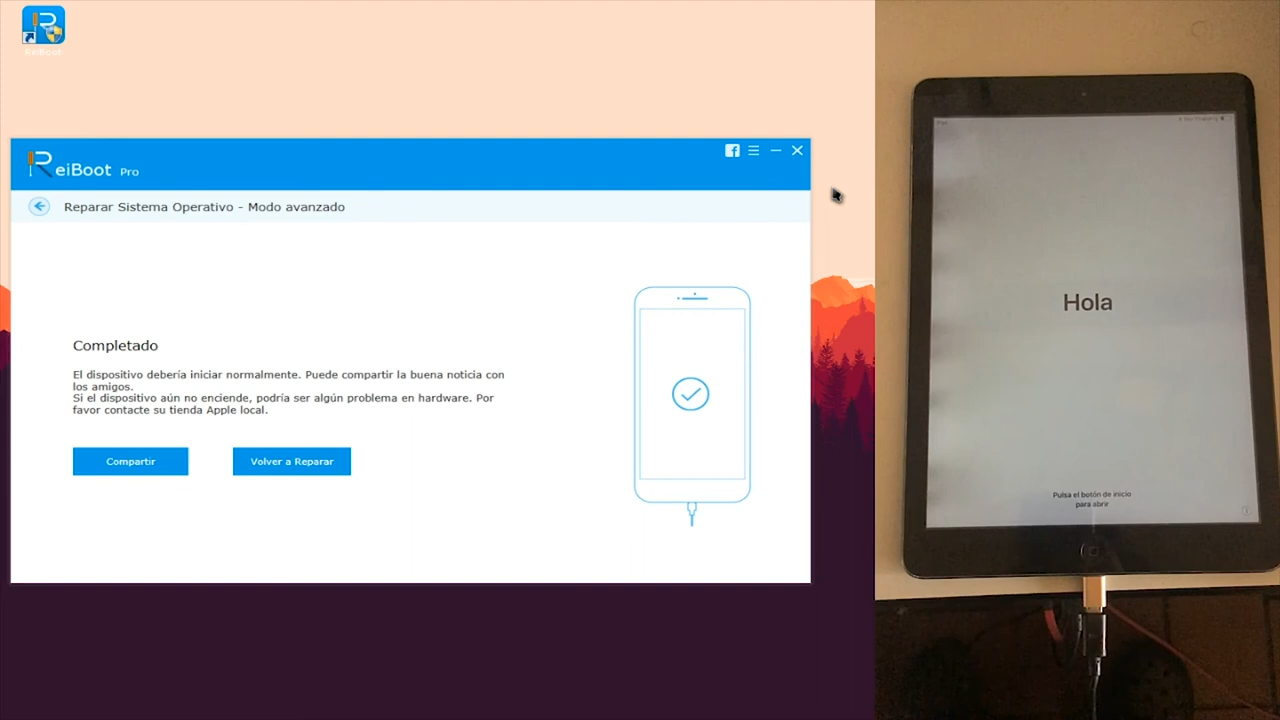 ReiBoot
ReiBoot Pro
Reparar Sistema Operativo - Modo avanzado
Completado
El dispositivo debería iniciar normalmente. Puede compartir la buena noticia con
los amigos.
Si el dispositivo aún no enciende, podría ser algún problema en hardware. Por
favor contacte su tienda Apple local.
Compartir
Volver a Reparar
iPad
Hola
Pulsa el botón de inicio
para abrir